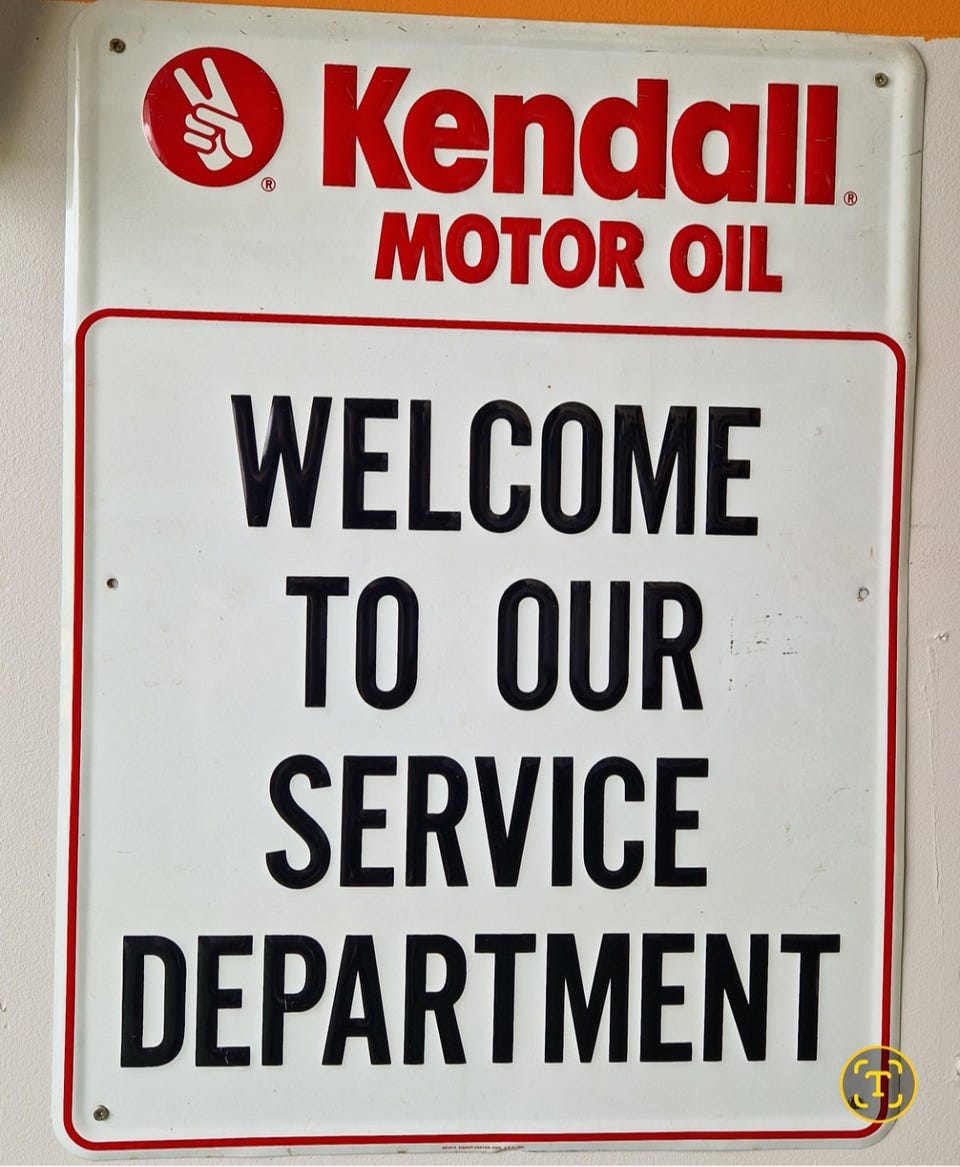 Kendall®
®
MOTOR OIL
WELCOME
TO OUR
SERVICE
DEPARTMENT